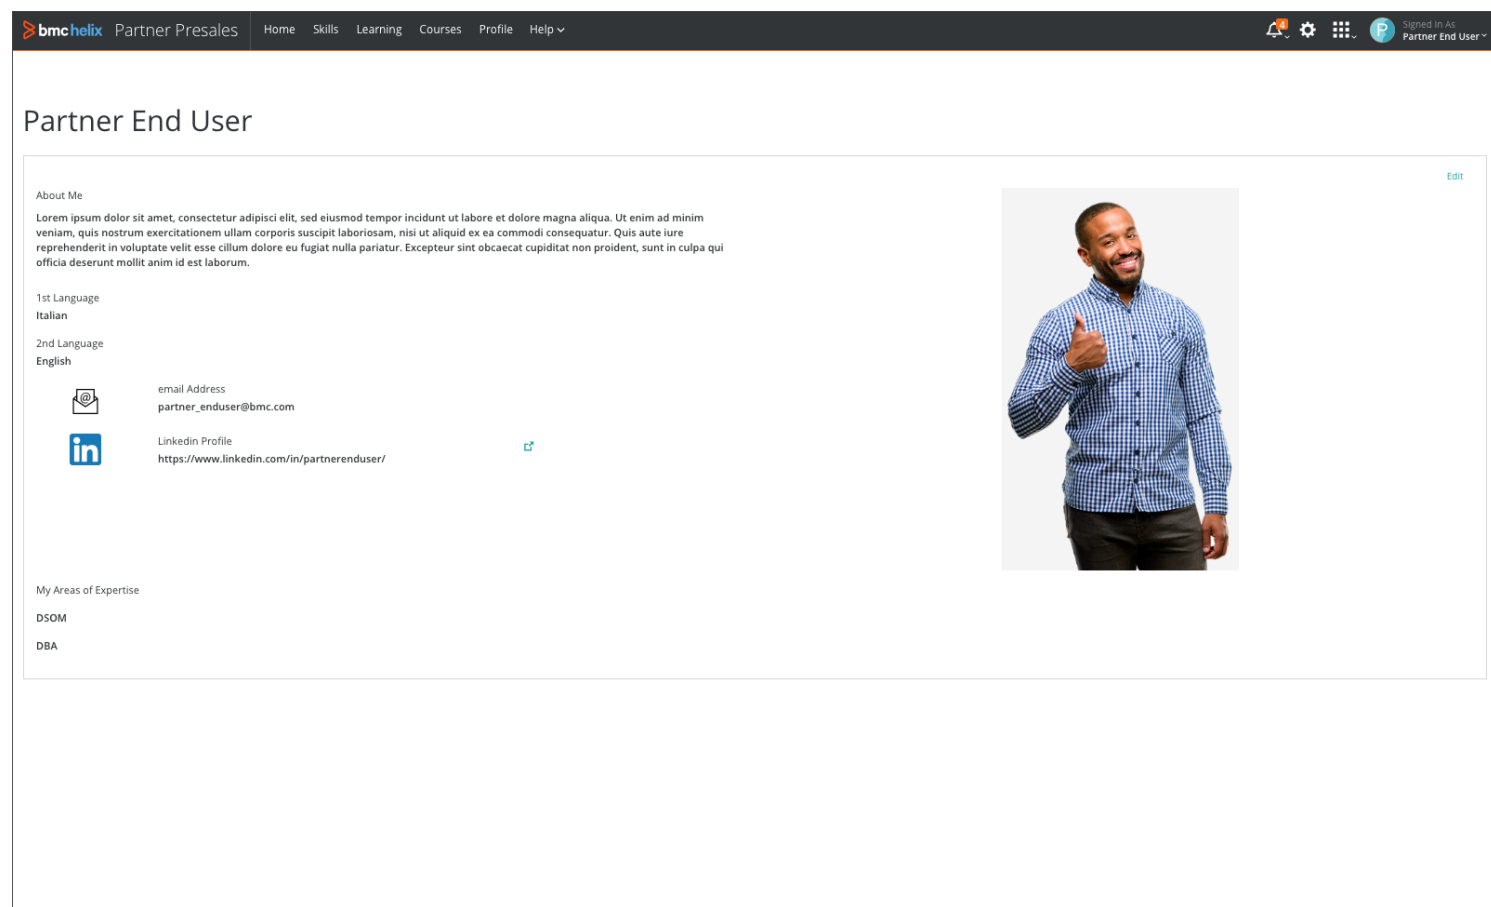 bmc helix Partner Presales Home Skills Learning Courses Profile Help 4 P Signed in As
Partner End User
Partner End User
Edit
About Me
Lorem ipsum dolor sit amet, consectetur adipisci elit, sed eiusmod tempor incidunt ut labore et dolore magna aliqua. Ut enim ad minim
veniam, quis nostrum exercitationem ullam corporis suscipit laboriosam, nisi ut aliquid ex ea commodi consequatur. Quis aute iure
reprehenderit in voluptate velit esse cillum dolore eu fugiat nulla pariatur. Excepteur sint obcaecat cupiditat non proident, sunt in culpa qui
officia deserunt mollit anim id est laborum.
1st Language
Italian
2nd Language
English
@
email Address
partner_enduser@bmc.com
in
Linkedin Profile
https://www.linkedin.com/in/partnerenduser/
My Areas of Expertise
DSOM
DBA